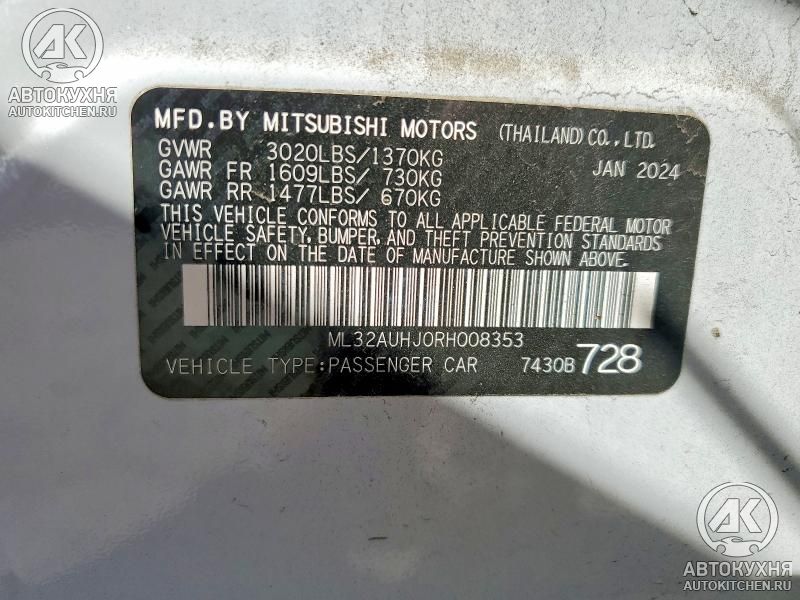 АК
АВТОКУХНЯ
AUTOKITCHEN.RU
MFD.BY MITSUBISHI MOTORS (THAILAND)CO.,LTD.
GVWR 3020LBS/1370KG JAN 2024
GAWR FR 1609LBS/ 730KG
GAWR RR 1477LBS/ 670KG
THIS VEHICLE CONFORMS TO ALL APPLICABLE FEDERAL MOTOR
VEHICLE SAFETY, BUMPER, AND THEFT PREVENTION STANDARDS
IN EFFECT ON THE DATE OF MANUFACTURE SHOWN ABOVE.
ML32AUHJ0RH008353
VEHICLE TYPE:PASSENGER CAR 7430B 728
АК
АВТОКУХНЯ
AUTOKITCHEN.RU